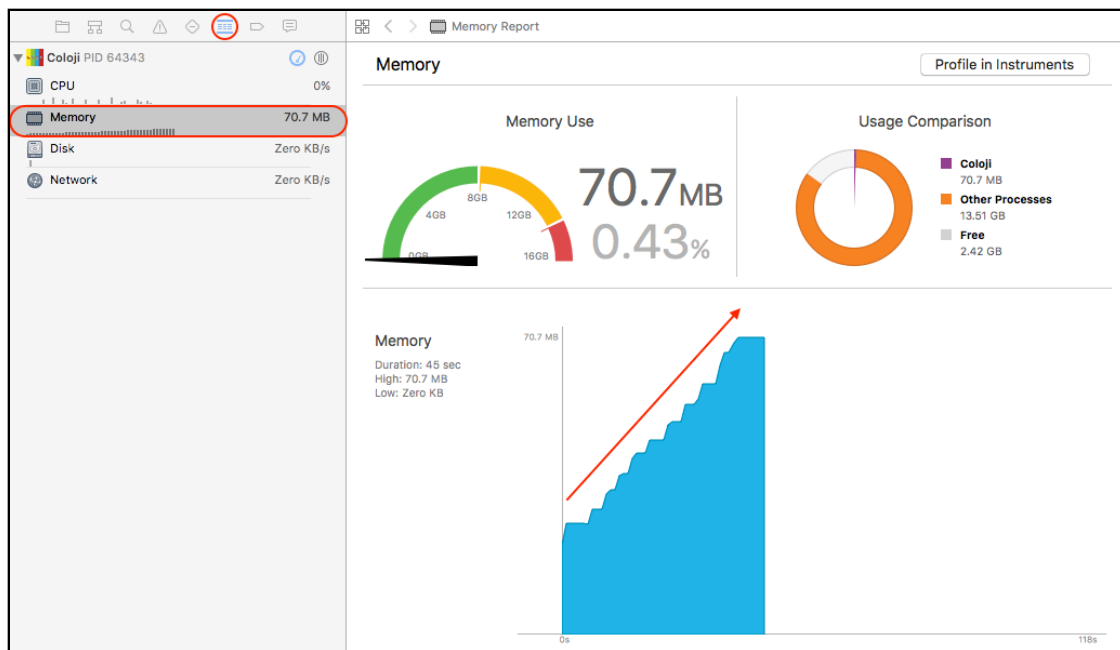 Memory Report
Coloji PID 64343
CPU 0%
Memory 70.7 MB
Disk Zero KB/s
Network Zero KB/s
Memory
Profile in Instruments
Memory Use
0GB
4GB
8GB
12GB
16GB
70.7MB
0.43%
Usage Comparison
Coloji
70.7 MB
Other Processes
13.51 GB
Free
2.42 GB
Memory
Duration: 45 sec
High: 70.7 MB
Low: Zero KB
70.7 MB
0s
118s